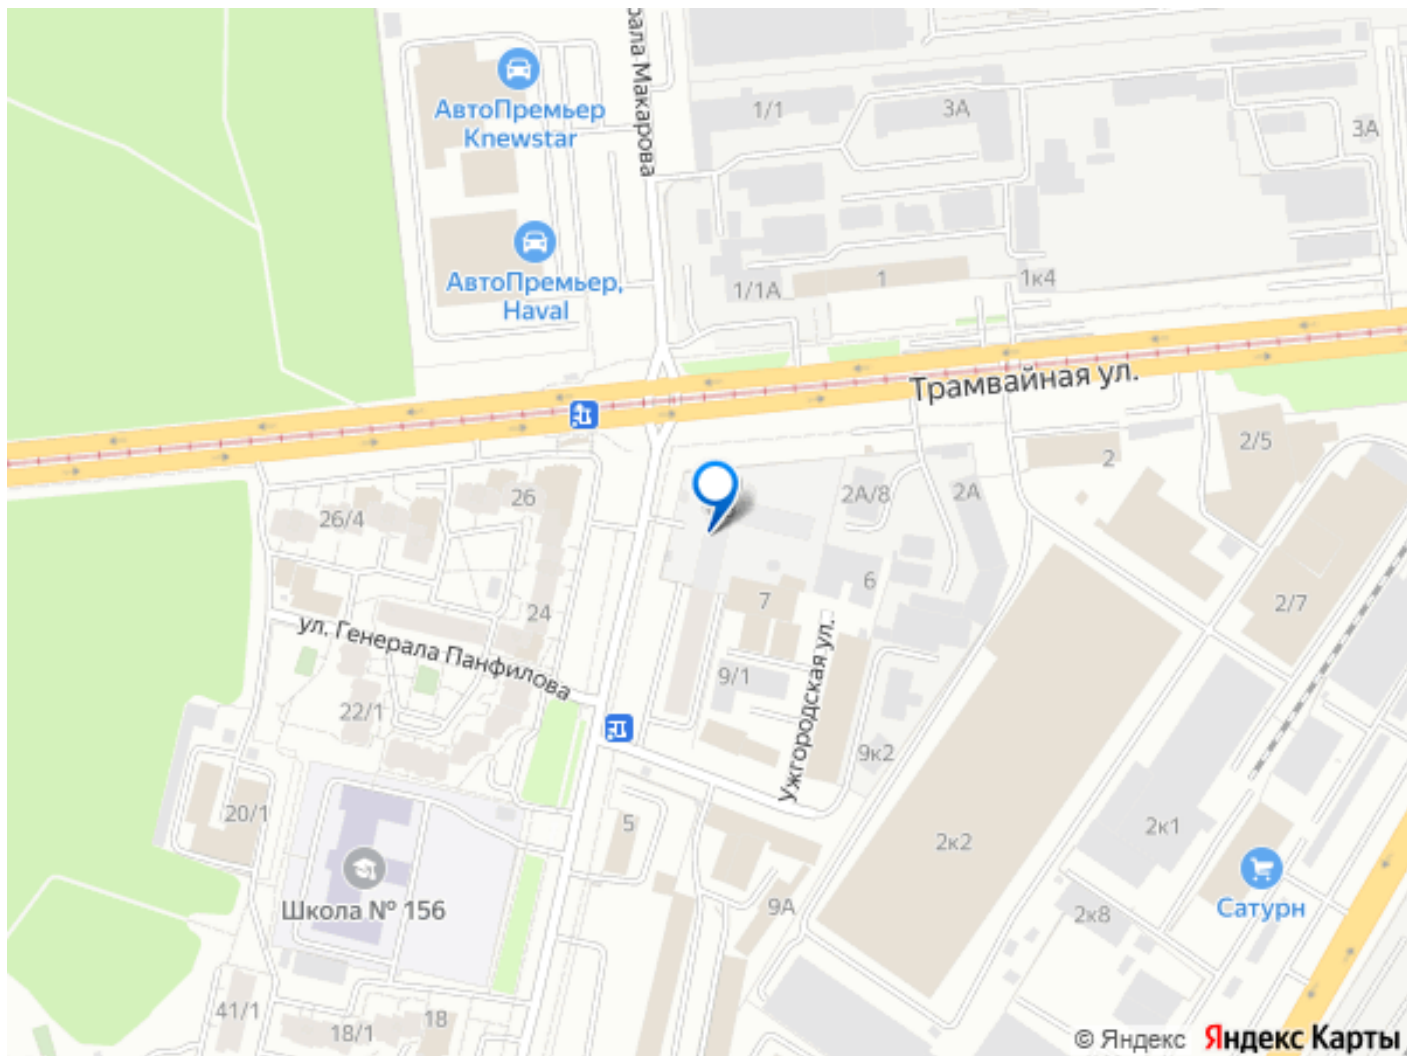 рала Макарова
АвтоПремьер
Knewstar
1/1
3А
3А
АвтоПремьер,
Haval
1/1А
1
1к4
Трамвайная ул.
2
2/5
26
26/4
2А/8
2А
6
7
24
2/7
ул. Генерала Панфилова
9/1
22/1
Ужгородская ул.
9к2
20/1
5
2к2
2к1
Школа № 156
9А
2к8
Сатурн
41/1
18/1
18
© Яндекс Яндекс Карты